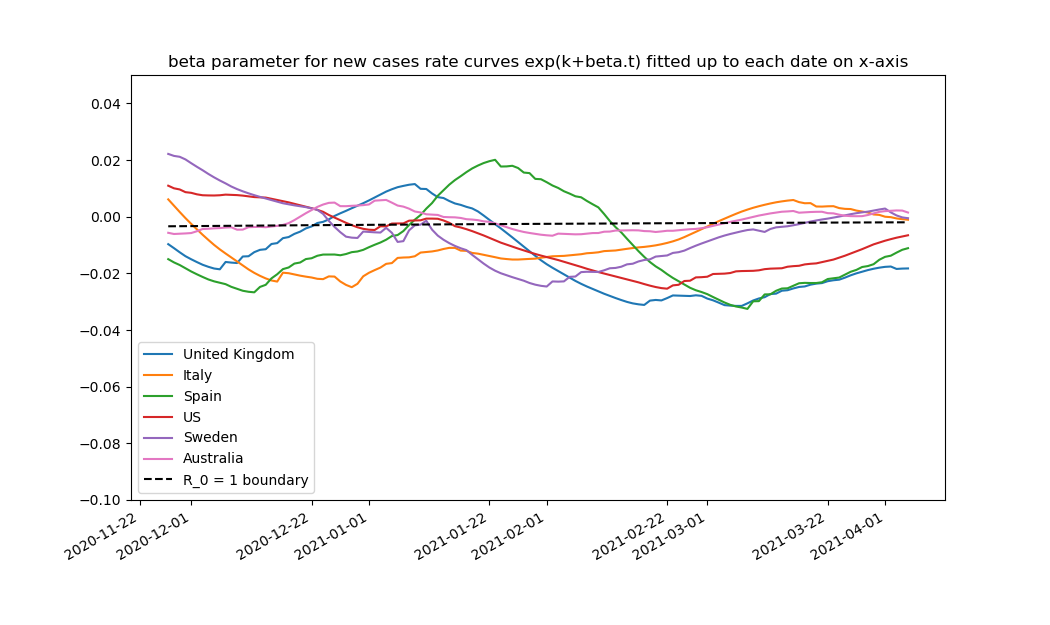 beta parameter for new cases rate curves exp(k+beta.t) fitted up to each date on x-axis
0.04
0.02
0.00
−0.02
−0.04
−0.06
−0.08
−0.10
United Kingdom
Italy
Spain
US
Sweden
Australia
R_0 = 1 boundary
2020-11-22
2020-12-01
2020-12-22
2021-01-01
2021-01-22
2021-02-01
2021-02-22
2021-03-01
2021-03-22
2021-04-01